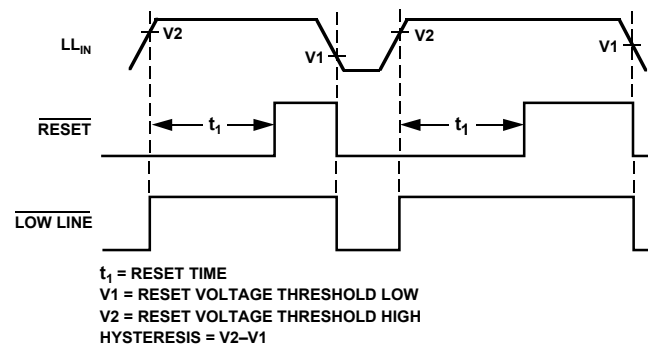 LL_IN V2 V1 V2 V1
RESET t1 t1
LOW LINE
t1 = RESET TIME
V1 = RESET VOLTAGE THRESHOLD LOW
V2 = RESET VOLTAGE THRESHOLD HIGH
HYSTERESIS = V2–V1